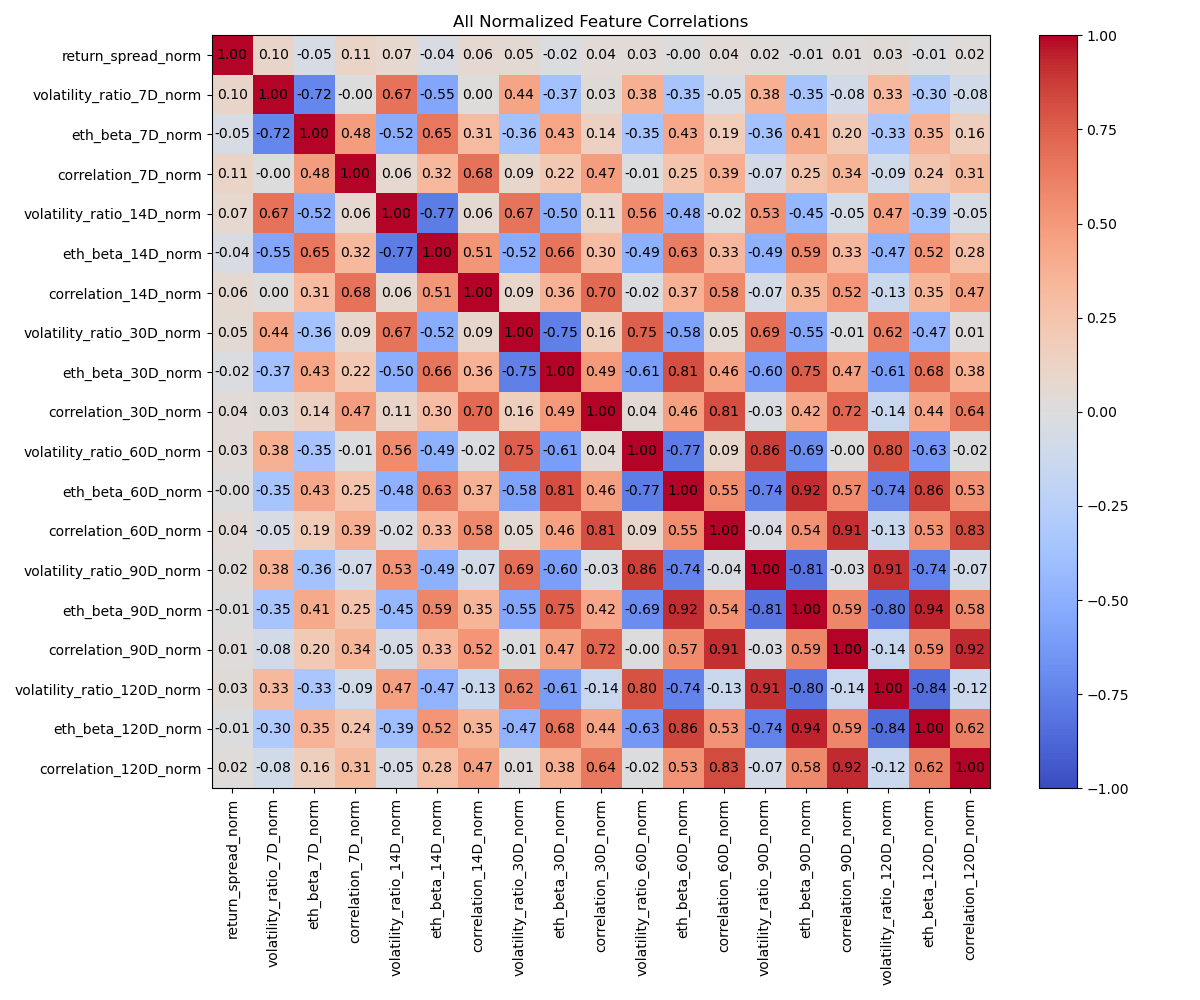 All Normalized Feature Correlations
return_spread_norm 1.00 0.10 -0.05 0.11 0.07 -0.04 0.06 0.05 -0.02 0.04 0.03 -0.00 0.04 0.02 -0.01 0.01 0.03 -0.01 0.02
volatility_ratio_7D_norm 0.10 1.00 -0.72 -0.00 0.67 -0.55 0.00 0.44 -0.37 0.03 0.38 -0.35 -0.05 0.38 -0.35 -0.08 0.33 -0.30 -0.08
eth_beta_7D_norm -0.05 -0.72 1.00 0.48 -0.52 0.65 0.31 -0.36 0.43 0.14 -0.35 0.43 0.19 -0.36 0.41 0.20 -0.33 0.35 0.16
correlation_7D_norm 0.11 -0.00 0.48 1.00 0.06 0.32 0.68 0.09 0.22 0.47 -0.01 0.25 0.39 -0.07 0.25 0.34 -0.09 0.24 0.31
volatility_ratio_14D_norm 0.07 0.67 -0.52 0.06 1.00 -0.77 0.06 0.67 -0.50 0.11 0.56 -0.48 -0.02 0.53 -0.45 -0.05 0.47 -0.39 -0.05
eth_beta_14D_norm -0.04 -0.55 0.65 0.32 -0.77 1.00 0.51 -0.52 0.66 0.30 -0.49 0.63 0.33 -0.49 0.59 0.33 -0.47 0.52 0.28
correlation_14D_norm 0.06 0.00 0.31 0.68 0.06 0.51 1.00 0.09 0.36 0.70 -0.02 0.37 0.58 -0.07 0.35 0.52 -0.13 0.35 0.47
volatility_ratio_30D_norm 0.05 0.44 -0.36 0.09 0.67 -0.52 0.09 1.00 -0.75 0.16 0.75 -0.58 0.05 0.69 -0.55 -0.01 0.62 -0.47 0.01
eth_beta_30D_norm -0.02 -0.37 0.43 0.22 -0.50 0.66 0.36 -0.75 1.00 0.49 -0.61 0.81 0.46 -0.60 0.75 0.47 -0.61 0.68 0.38
correlation_30D_norm 0.04 0.03 0.14 0.47 0.11 0.30 0.70 0.16 0.49 1.00 0.04 0.46 0.81 -0.03 0.42 0.72 -0.14 0.44 0.64
volatility_ratio_60D_norm 0.03 0.38 -0.35 -0.01 0.56 -0.49 -0.02 0.75 -0.61 0.04 1.00 -0.77 0.09 0.86 -0.69 -0.00 0.80 -0.63 -0.02
eth_beta_60D_norm -0.00 -0.35 0.43 0.25 -0.48 0.63 0.37 -0.58 0.81 0.46 -0.77 1.00 0.55 -0.74 0.92 0.57 -0.74 0.86 0.53
correlation_60D_norm 0.04 -0.05 0.19 0.39 -0.02 0.33 0.58 0.05 0.46 0.81 0.09 0.55 1.00 -0.04 0.54 0.91 -0.13 0.53 0.83
volatility_ratio_90D_norm 0.02 0.38 -0.36 -0.07 0.53 -0.49 -0.07 0.69 -0.60 -0.03 0.86 -0.74 -0.04 1.00 -0.81 -0.03 0.91 -0.74 -0.07
eth_beta_90D_norm -0.01 -0.35 0.41 0.25 -0.45 0.59 0.35 -0.55 0.75 0.42 -0.69 0.92 0.54 -0.81 1.00 0.59 -0.80 0.94 0.58
correlation_90D_norm 0.01 -0.08 0.20 0.34 -0.05 0.33 0.52 -0.01 0.47 0.72 -0.00 0.57 0.91 -0.03 0.59 1.00 -0.14 0.59 0.92
volatility_ratio_120D_norm 0.03 0.33 -0.33 -0.09 0.47 -0.47 -0.13 0.62 -0.61 -0.14 0.80 -0.74 -0.13 0.91 -0.80 -0.14 1.00 -0.84 -0.12
eth_beta_120D_norm -0.01 -0.30 0.35 0.24 -0.39 0.52 0.35 -0.47 0.68 0.44 -0.63 0.86 0.53 -0.74 0.94 0.59 -0.84 1.00 0.62
correlation_120D_norm 0.02 -0.08 0.16 0.31 -0.05 0.28 0.47 0.01 0.38 0.64 -0.02 0.53 0.83 -0.07 0.58 0.92 -0.12 0.62 1.00
return_spread_norm
volatility_ratio_7D_norm
eth_beta_7D_norm
correlation_7D_norm
volatility_ratio_14D_norm
eth_beta_14D_norm
correlation_14D_norm
volatility_ratio_30D_norm
eth_beta_30D_norm
correlation_30D_norm
volatility_ratio_60D_norm
eth_beta_60D_norm
correlation_60D_norm
volatility_ratio_90D_norm
eth_beta_90D_norm
correlation_90D_norm
volatility_ratio_120D_norm
eth_beta_120D_norm
correlation_120D_norm
1.00
0.75
0.50
0.25
0.00
−0.25
−0.50
−0.75
−1.00